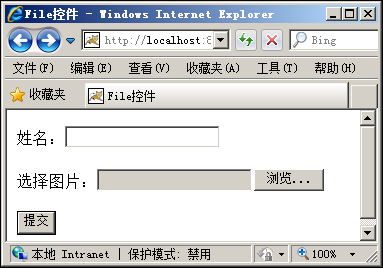 File控件 - Windows Internet Explorer
http://localhost:8
Bing
文件(F) 编辑(E) 查看(V) 收藏夹(A) 工具(T) 帮助(H)
收藏夹 File控件
姓名：
选择图片： 浏览...
提交
本地 Intranet | 保护模式: 禁用 100%